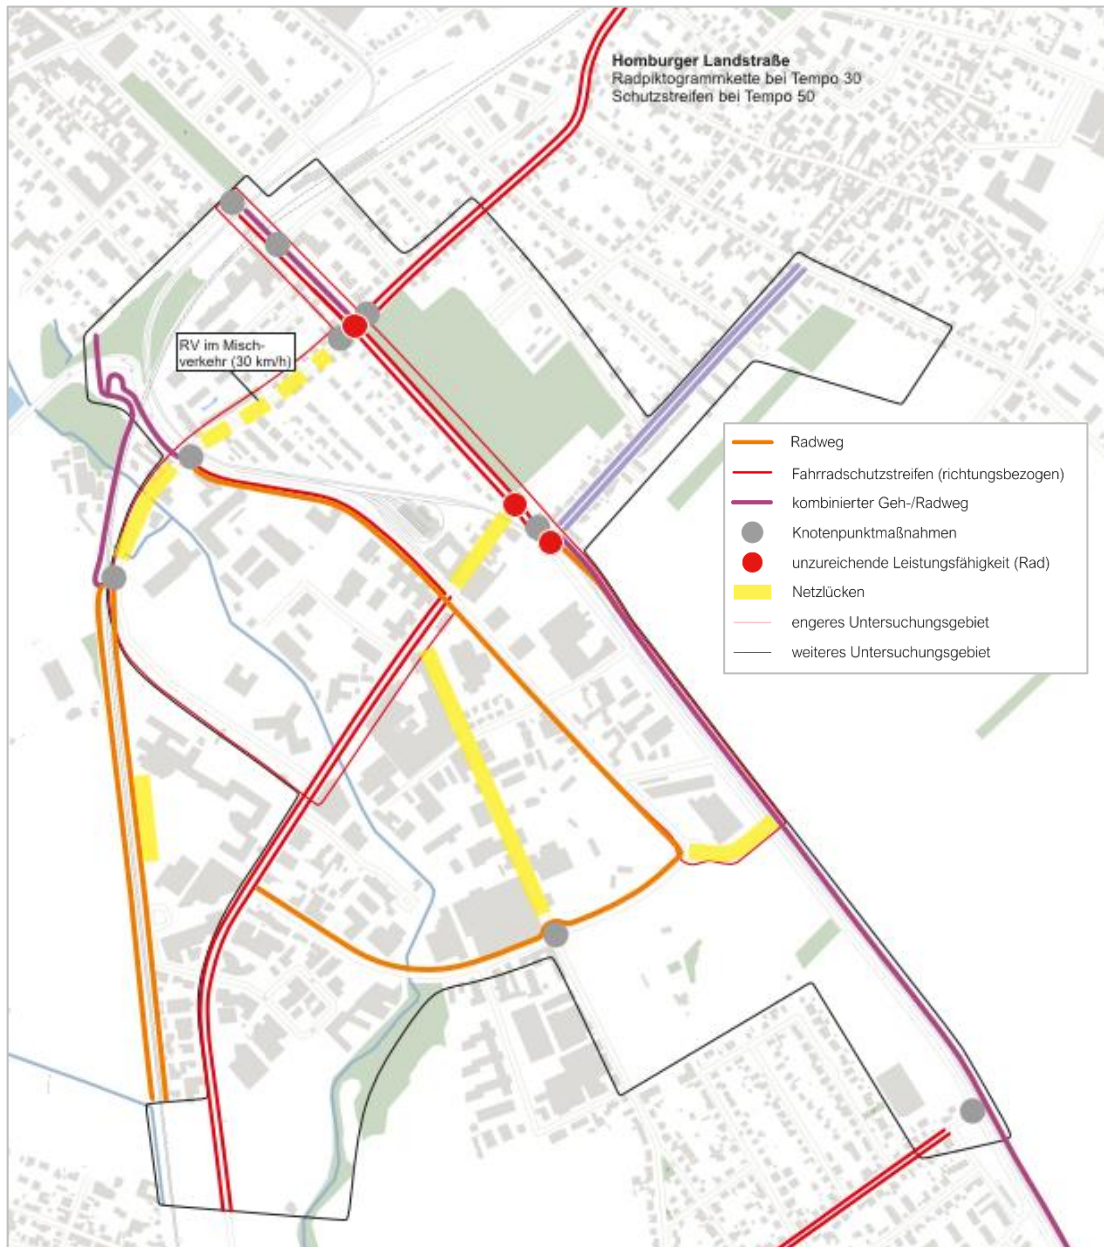 Homburger Landstraße
Radpiktogrammkette bei Tempo 30
Schutzstreifen bei Tempo 50
RV im Misch-
verkehr (30 km/h)
Radweg
Fahrradschutzstreifen (richtungsbezogen)
kombinierter Geh-/Radweg
Knotenpunktmaßnahmen
unzureichende Leistungsfähigkeit (Rad)
Netzlücken
engeres Untersuchungsgebiet
weiteres Untersuchungsgebiet